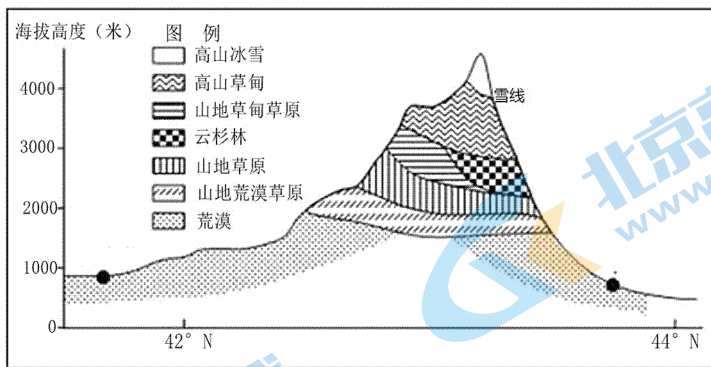 海拔高度（米） 图 例
高山冰雪
4000 高山草甸
雪线
山地草甸草原
3000 云杉林
山地草原
2000 山地荒漠草原
荒漠
1000
0
42° N 44° N
北京
www.